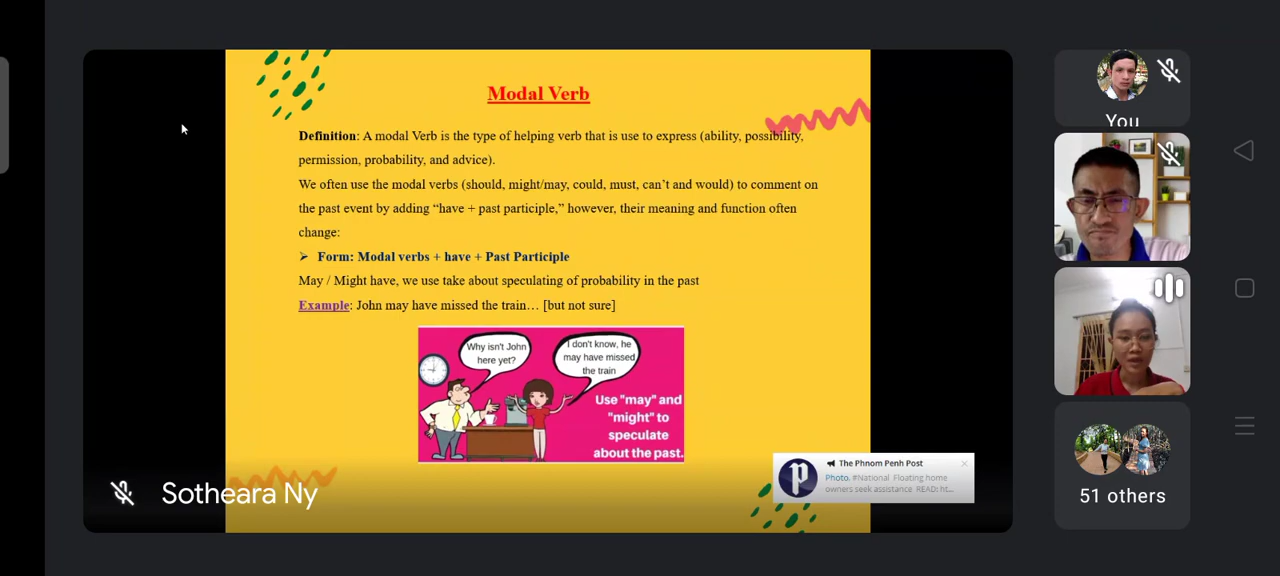 Modal Verb
Definition: A modal Verb is the type of helping verb that is use to express (ability, possibility,
permission, probability, and advice).
We often use the modal verbs (should, might/may, could, must, can’t and would) to comment on
the past event by adding “have + past participle,” however, their meaning and function often
change:
➢ Form: Modal verbs + have + Past Participle
May / Might have, we use take about speculating of probability in the past
Example: John may have missed the train… [but not sure]
Why isn't John
here yet?
I don't know, he
may have missed
the train
Use "may" and
"might" to
speculate
about the past.
The Phnom Penh Post
Photo. #National Floating home
owners seek assistance READ: ht...
Sotheara Ny
You
51 others